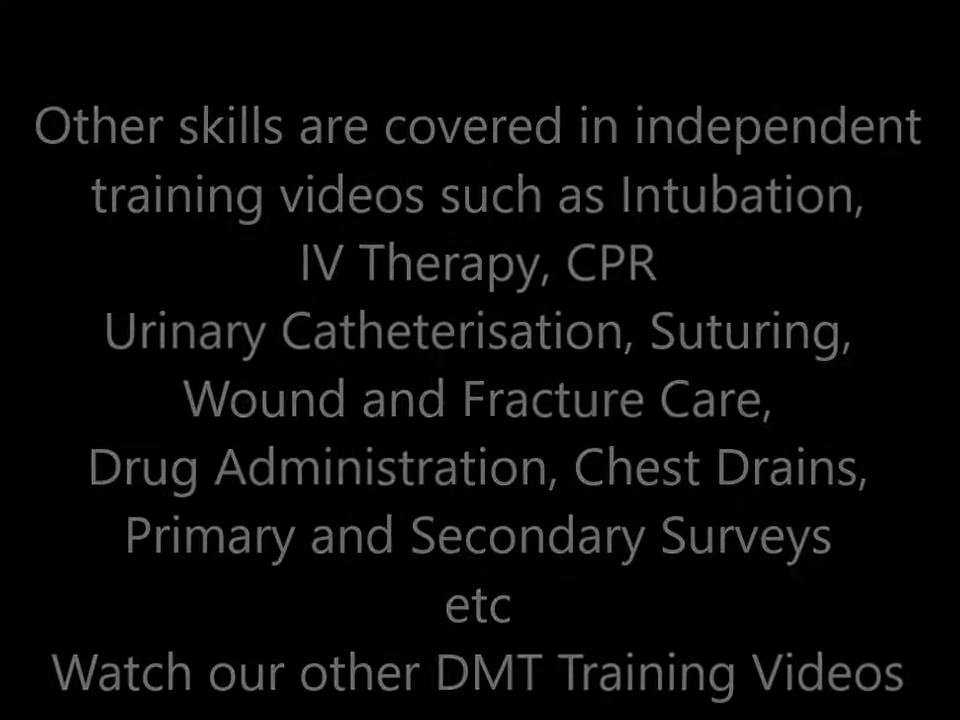 Other skills are covered in independent
training videos such as Intubation,
IV Therapy, CPR
Urinary Catheterisation, Suturing,
Wound and Fracture Care,
Drug Administration, Chest Drains,
Primary and Secondary Surveys
etc
Watch our other DMT Training Videos